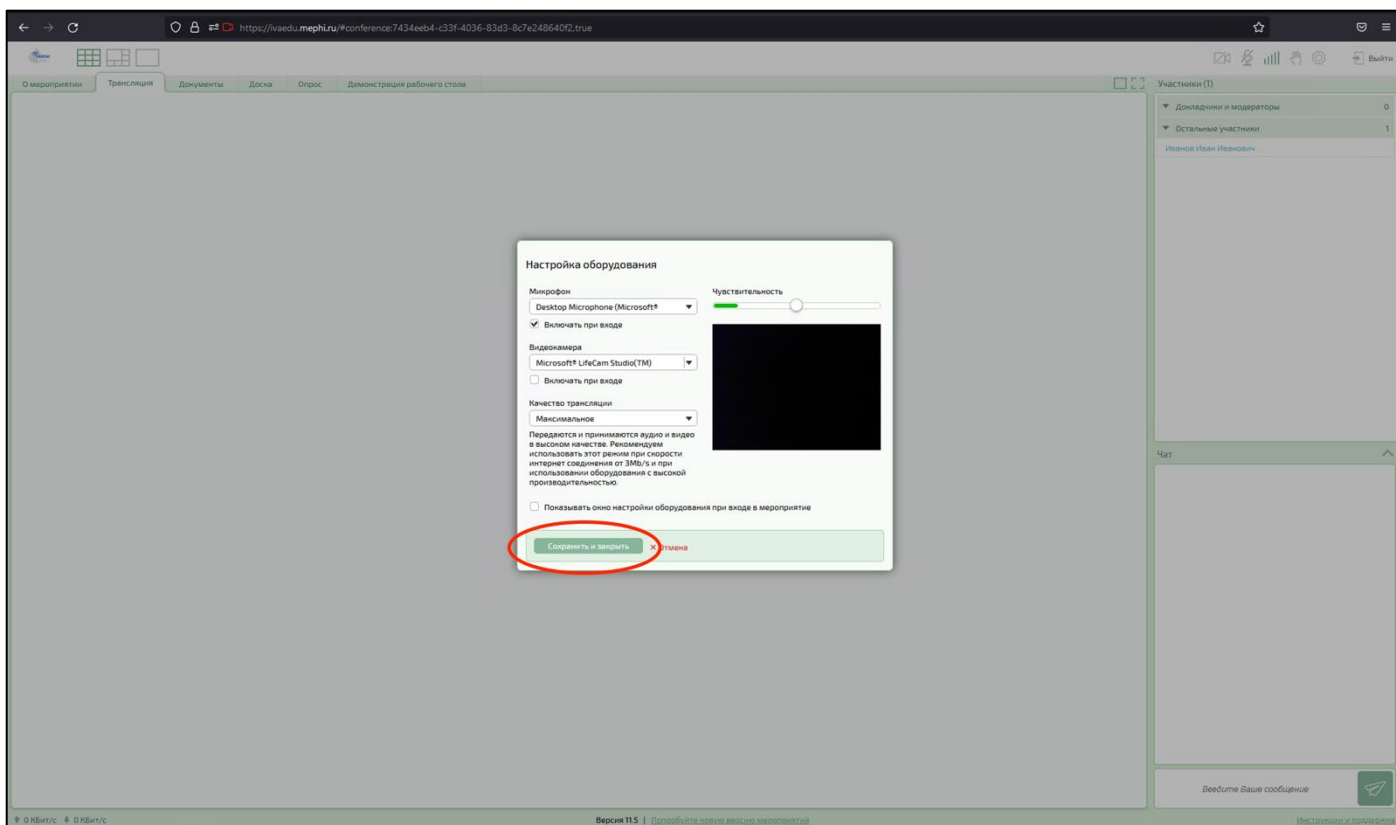 https://ivaedu.mephi.ru/#conference:7434eeb4-c33f-4036-83d3-8c7e248640f2,true
Выйти
О мероприятии
Трансляция
Документы
Доска
Опрос
Демонстрация рабочего стола
Участники (1)
Докладчики и модераторы 0
Остальные участники 1
Иванов Иван Иванович
Настройка оборудования
Микрофон
Чувствительность
Desktop Microphone (Microsoft®
Включать при входе
Видеокамера
Microsoft® LifeCam Studio(TM)
Включать при входе
Качество трансляции
Максимальное
Передаются и принимаются аудио и видео
в высоком качестве. Рекомендуем
использовать этот режим при скорости
интернет соединения от 3Mb/s и при
использовании оборудования с высокой
производительностью.
Показывать окно настройки оборудования при входе в мероприятие
Сохранить и закрыть
× Отмена
Чат
Введите Ваше сообщение
0 КБит/с 0 КБит/с
Версия 11.5 | Попробуйте новую версию мероприятий
Инструкции и поддержка